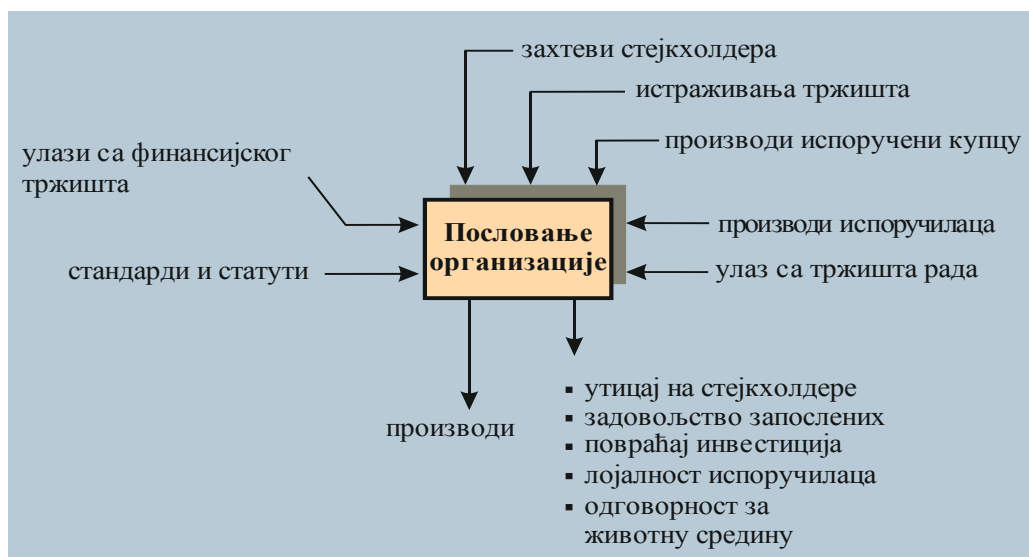 захтеви стејкхолдера
истраживања тржишта
производи испоручени купцу
улази са финансијског
тржишта
Пословање
организације
производи испоручилаца
стандарди и статути
улаз са тржишта рада
производи
▪ утицај на стејкхолдере
▪ задовољство запослених
▪ повраћај инвестиција
▪ лојалност испоручилаца
▪ одговорност за
животну средину